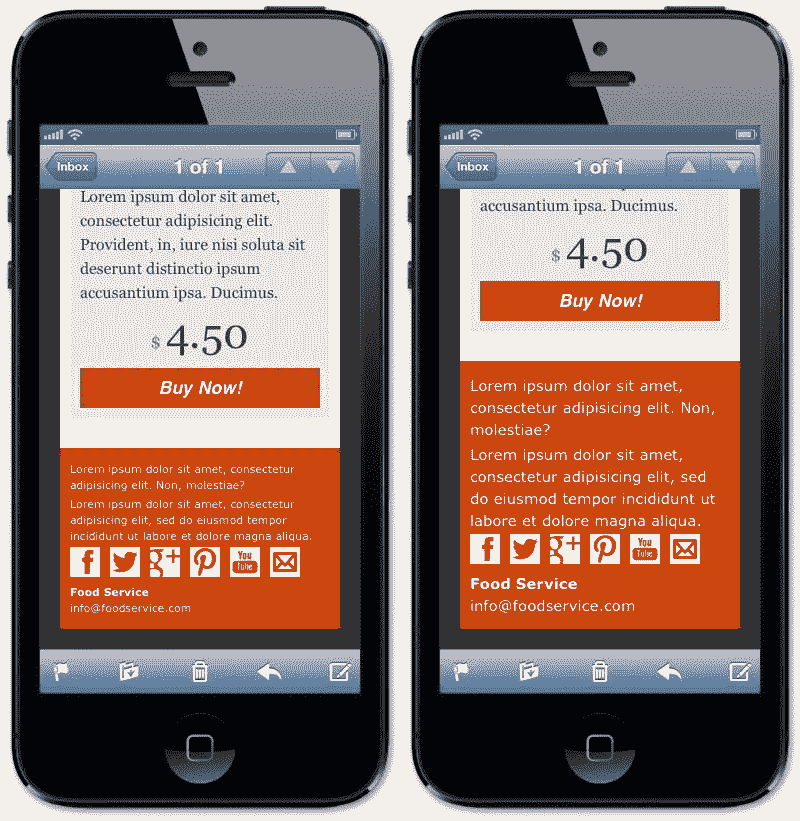 Inbox
1 of 1
Lorem ipsum dolor sit amet,
consectetur adipisicing elit.
Provident, in, iure nisi soluta sit
deserunt distinctio ipsum
accusantium ipsa. Ducimus.
$ 4.50
Buy Now!
Lorem ipsum dolor sit amet, consectetur
adipisicing elit. Non, molestiae?
Lorem ipsum dolor sit amet, consectetur
adipisicing elit, sed do eiusmod tempor
incididunt ut labore et dolore magna aliqua.
f g+ You Tube
Food Service
info@foodservice.com
Inbox
1 of 1
accusantium ipsa. Ducimus.
$ 4.50
Buy Now!
Lorem ipsum dolor sit amet,
consectetur adipisicing elit. Non,
molestiae?
Lorem ipsum dolor sit amet,
consectetur adipisicing elit, sed
do eiusmod tempor incididunt ut
labore et dolore magna aliqua.
f g+ You Tube
Food Service
info@foodservice.com